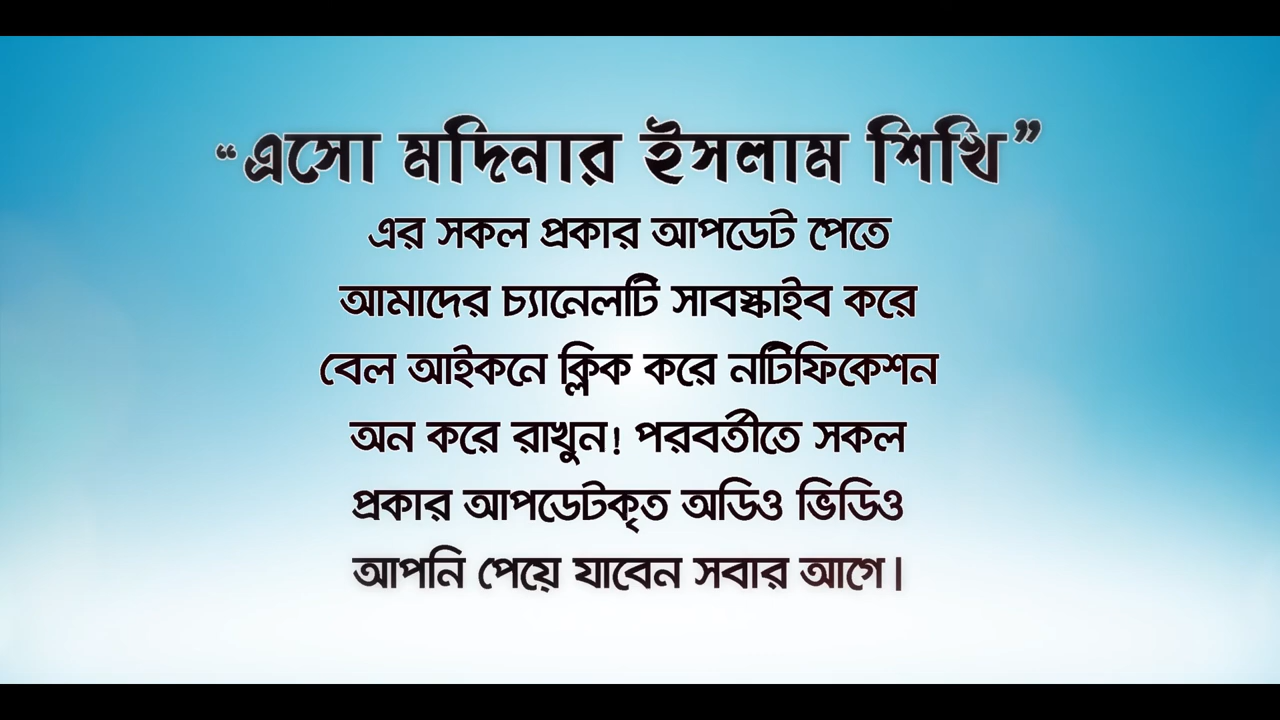 “এসো মদিনার ইসলাম শিখি”
এর সকল প্রকার আপডেট পেতে
আমাদের চ্যানেলটি সাবস্কাইব করে
বেল আইকনে ক্লিক করে নটিফিকেশন
অন করে রাখুন! পরবর্তীতে সকল
প্রকার আপডেটকৃত অডিও ভিডিও
আপনি পেয়ে যাবেন সবার আগে।